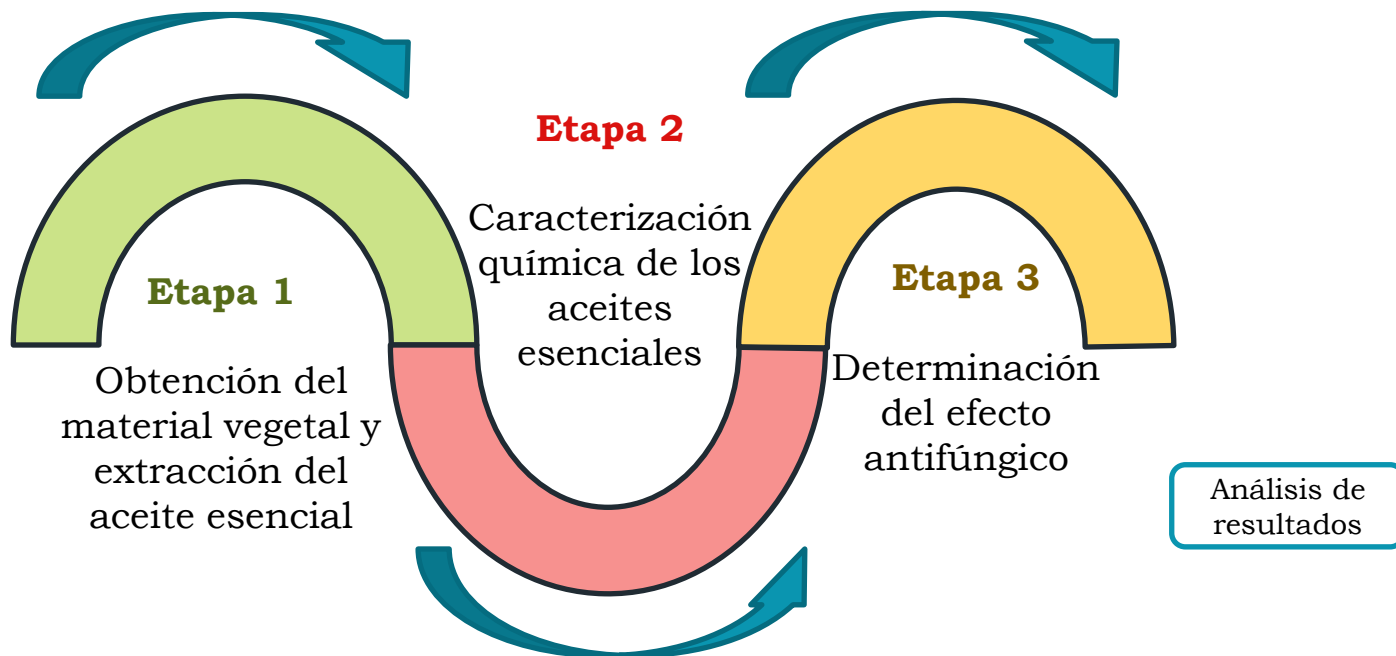 Etapa 1
Obtención del
material vegetal y
extracción del
aceite esencial
Etapa 2
Caracterización
química de los
aceites
esenciales
Etapa 3
Determinación
del efecto
antifúngico
Análisis de
resultados